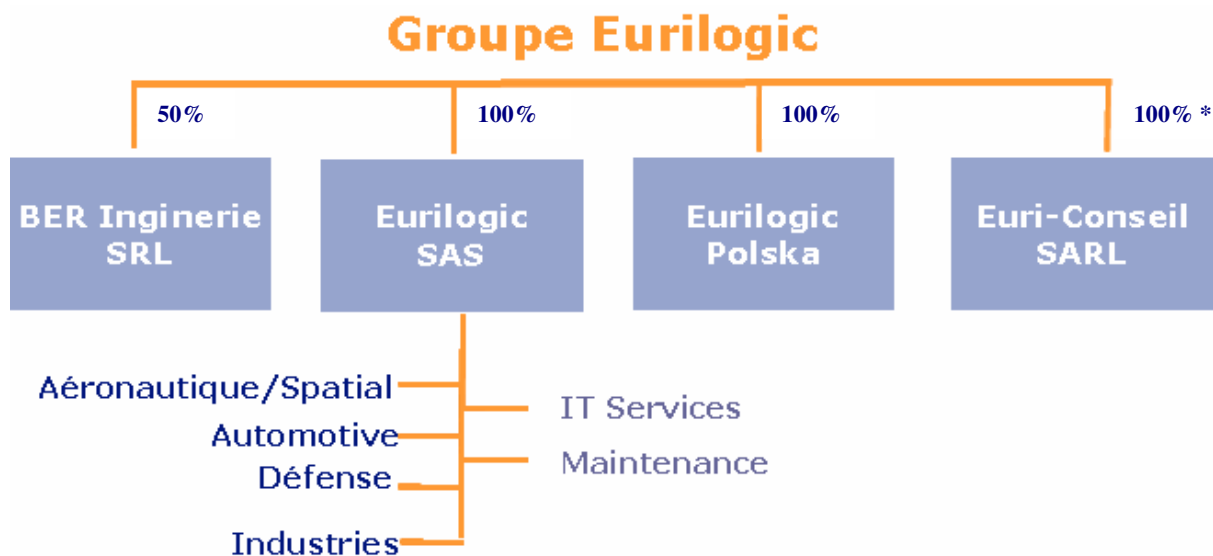 Groupe Eurilogic
50%
100%
100%
100% *
BER Inginerie
SRL
Eurilogic
SAS
Eurilogic
Polska
Euri-Conseil
SARL
Aéronautique/Spatial
Automotive
Défense
Industries
IT Services
Maintenance